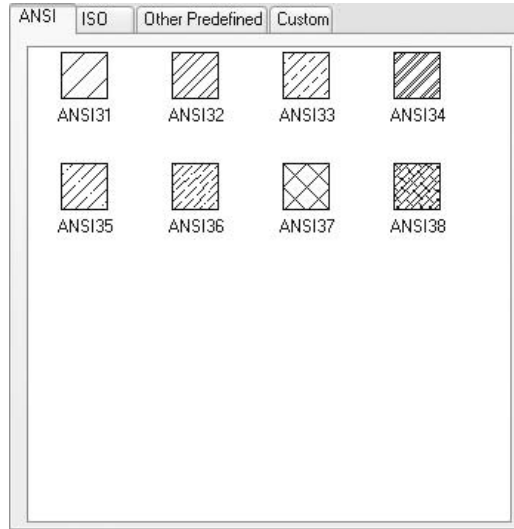 ANSI ISO Other Predefined Custom
ANSI31 ANSI32 ANSI33 ANSI34
ANSI35 ANSI36 ANSI37 ANSI38